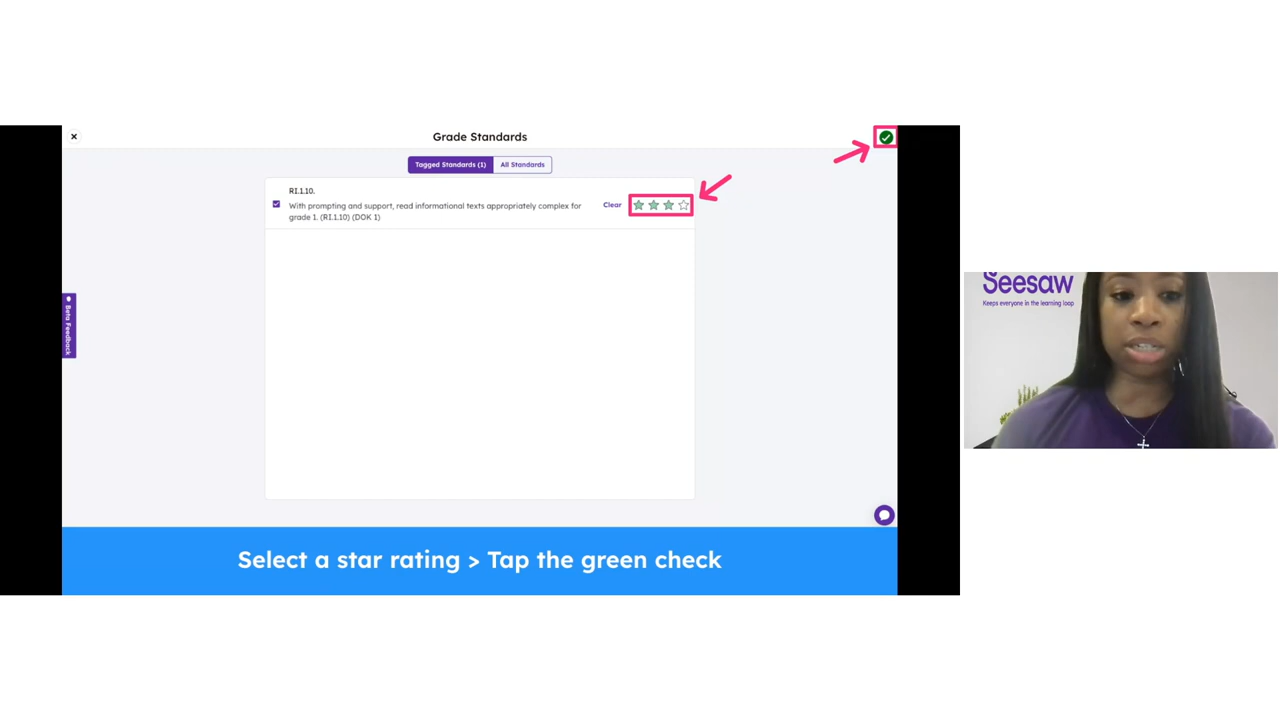 Grade Standards
Tagged Standards (1)
All Standards
RI.1.10.
With prompting and support, read informational texts appropriately complex for
grade 1. (RI.1.10) (DOK 1)
Clear
Beta Feedback
Select a star rating > Tap the green check
Seesaw
Keeps everyone in the learning loop